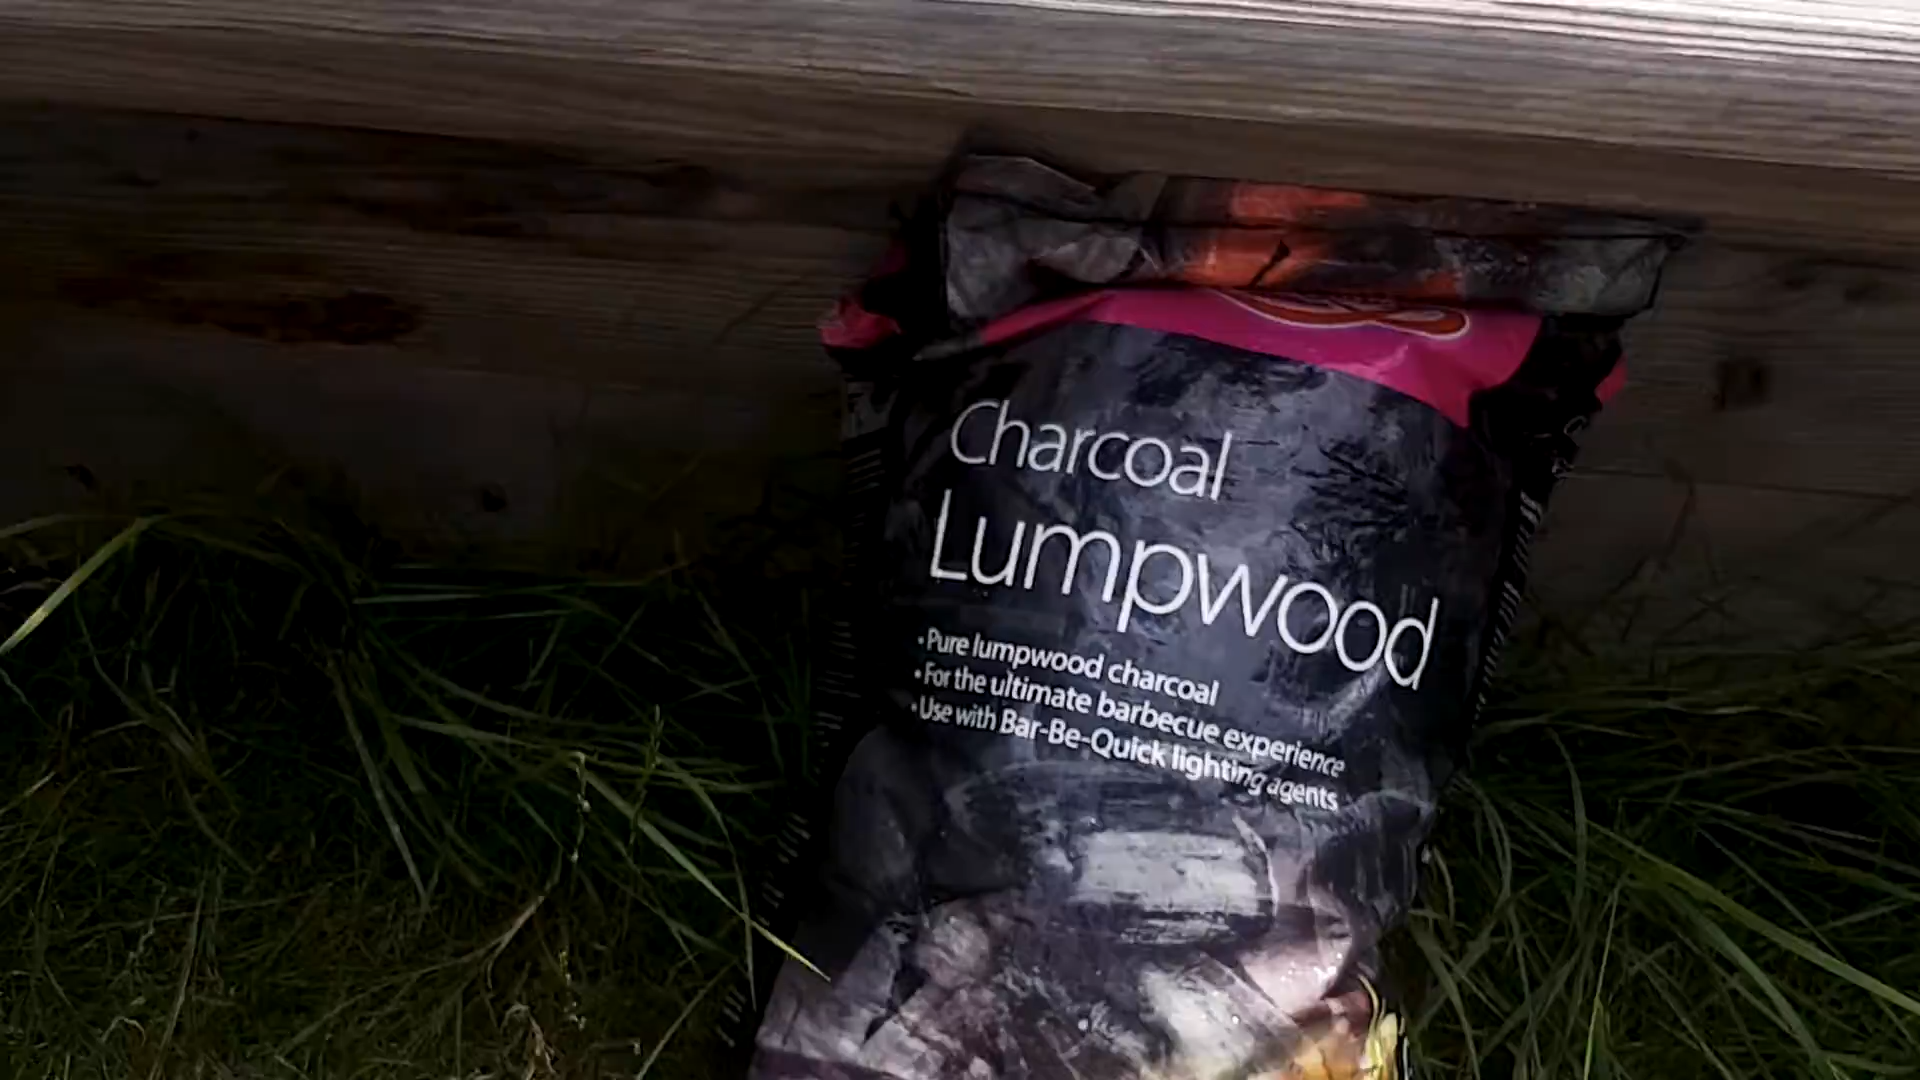 Charcoal
Lumpwood
• Pure lumpwood charcoal
• For the ultimate barbecue experience
• Use with Bar-Be-Quick lighting agents